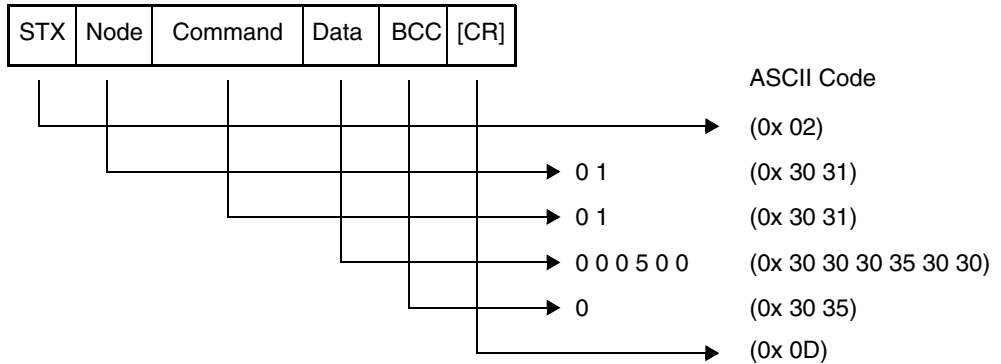 STX Node Command Data BCC [CR]
ASCII Code
(0x 02)
0 1 (0x 30 31)
0 1 (0x 30 31)
0 0 0 5 0 0 (0x 30 30 30 35 30 30)
0 (0x 30 35)
(0x 0D)